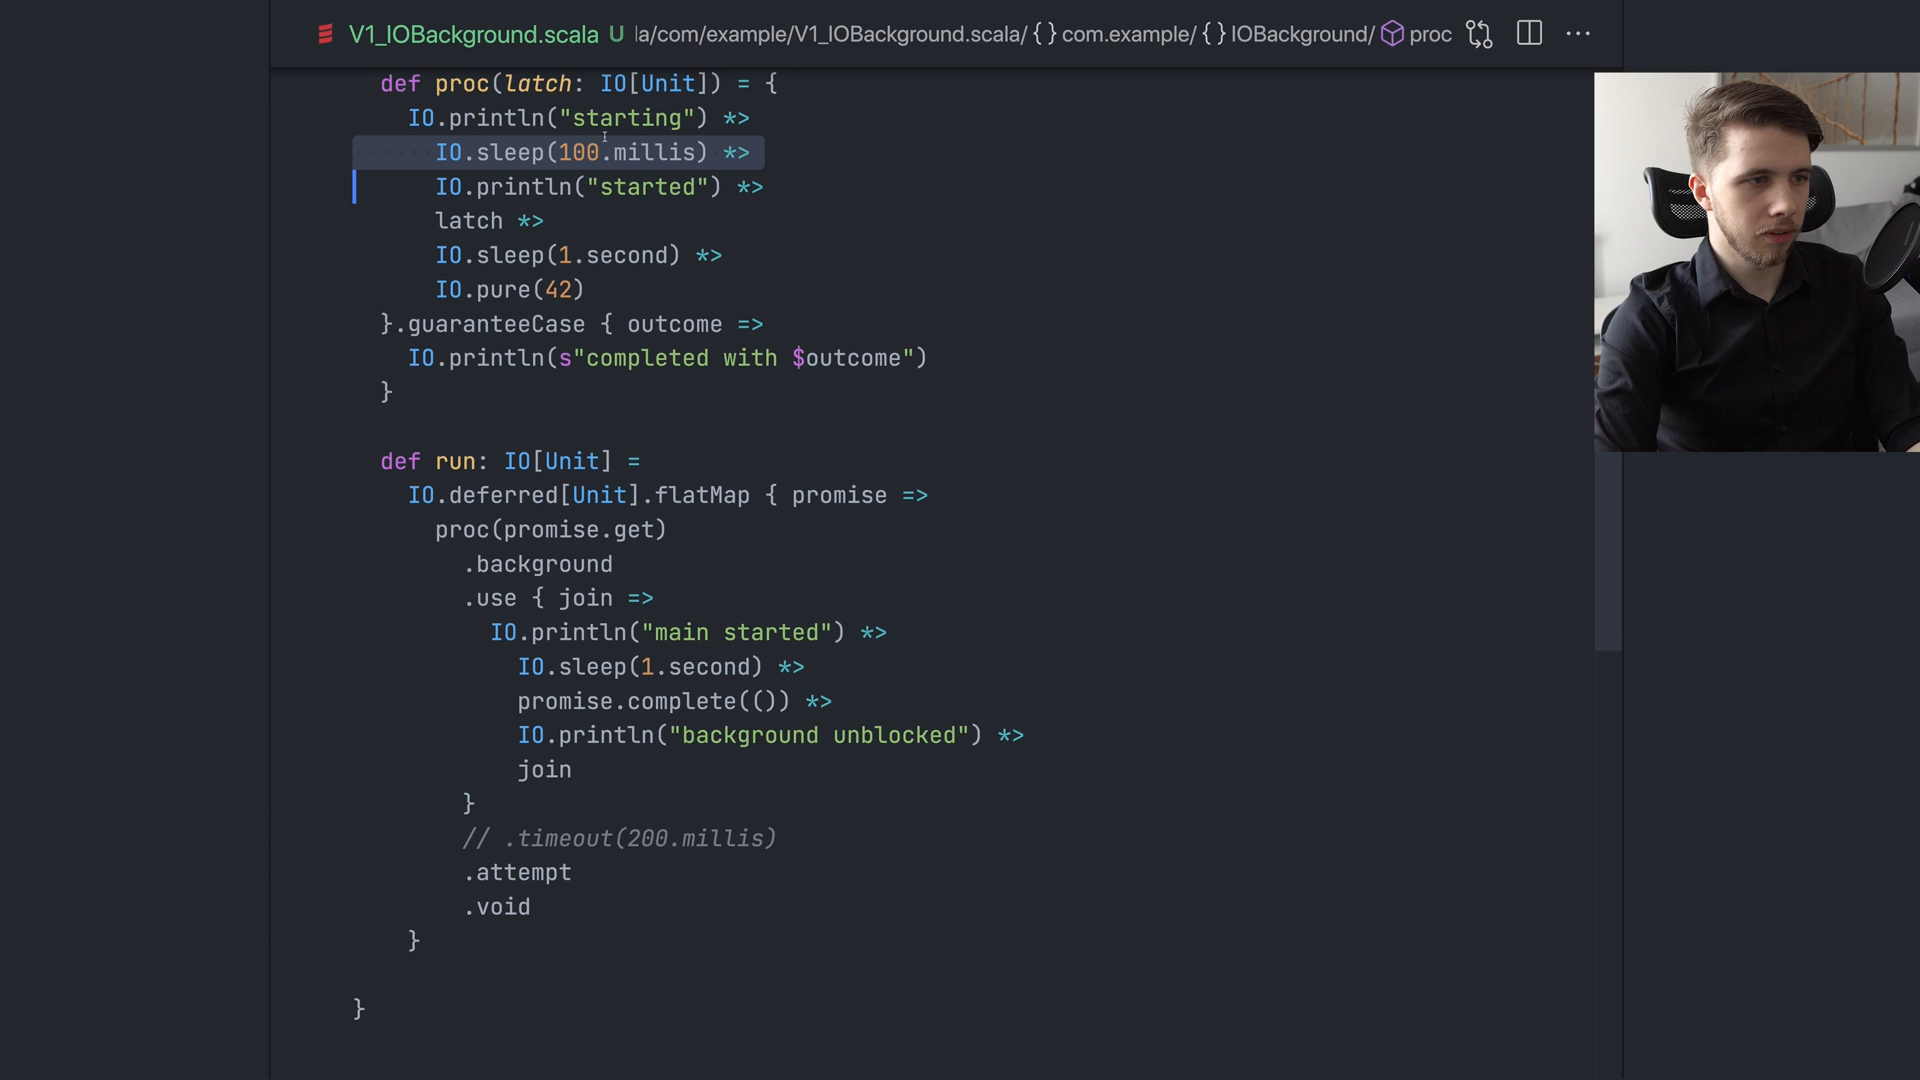 V1_IOBackground.scala U la/com/example/V1_IOBackground.scala/ {} com.example/ {} IOBackground/ proc ...
def proc(latch: IO[Unit]) = {
IO.println("starting") *>
IO.sleep(100.millis) *>
IO.println("started") *>
latch *>
IO.sleep(1.second) *>
IO.pure(42)
}.guaranteeCase { outcome =>
IO.println(s"completed with $outcome")
}
def run: IO[Unit] =
IO.deferred[Unit].flatMap { promise =>
proc(promise.get)
.background
.use { join =>
IO.println("main started") *>
IO.sleep(1.second) *>
promise.complete(()) *>
IO.println("background unblocked") *>
join
}
// .timeout(200.millis)
.attempt
.void
}
}